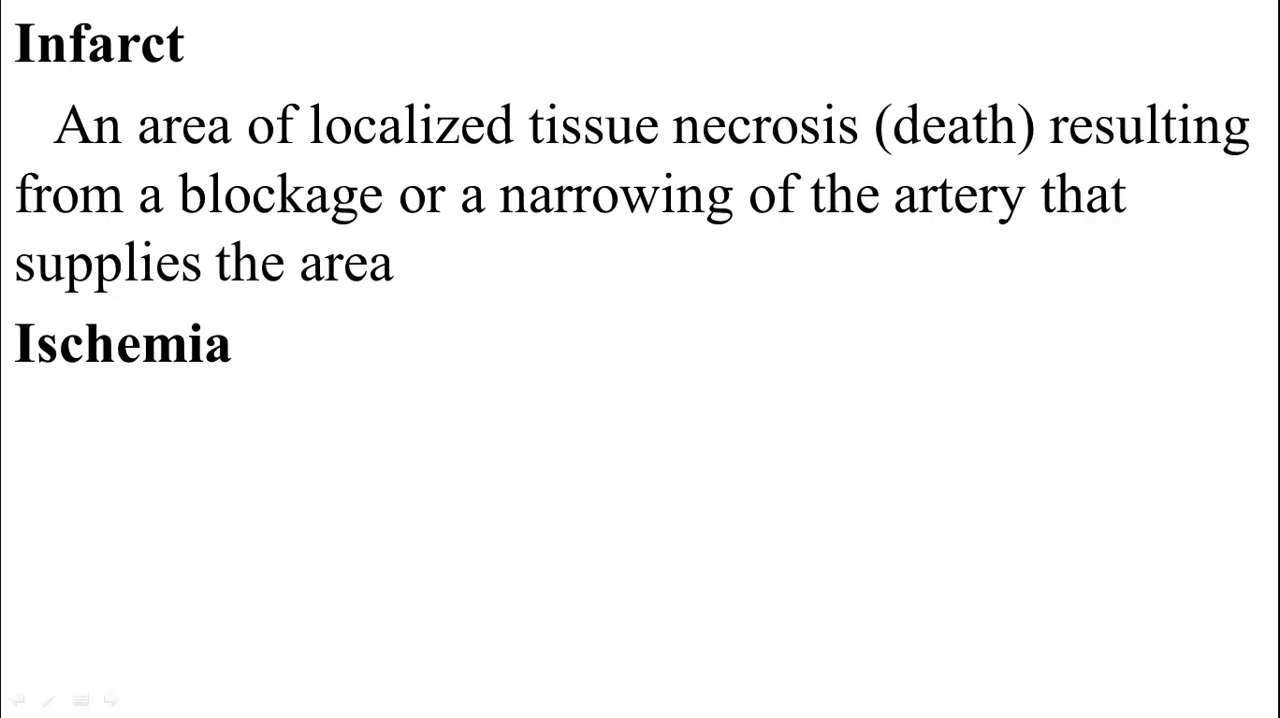 Infarct
An area of localized tissue necrosis (death) resulting
from a blockage or a narrowing of the artery that
supplies the area
Ischemia